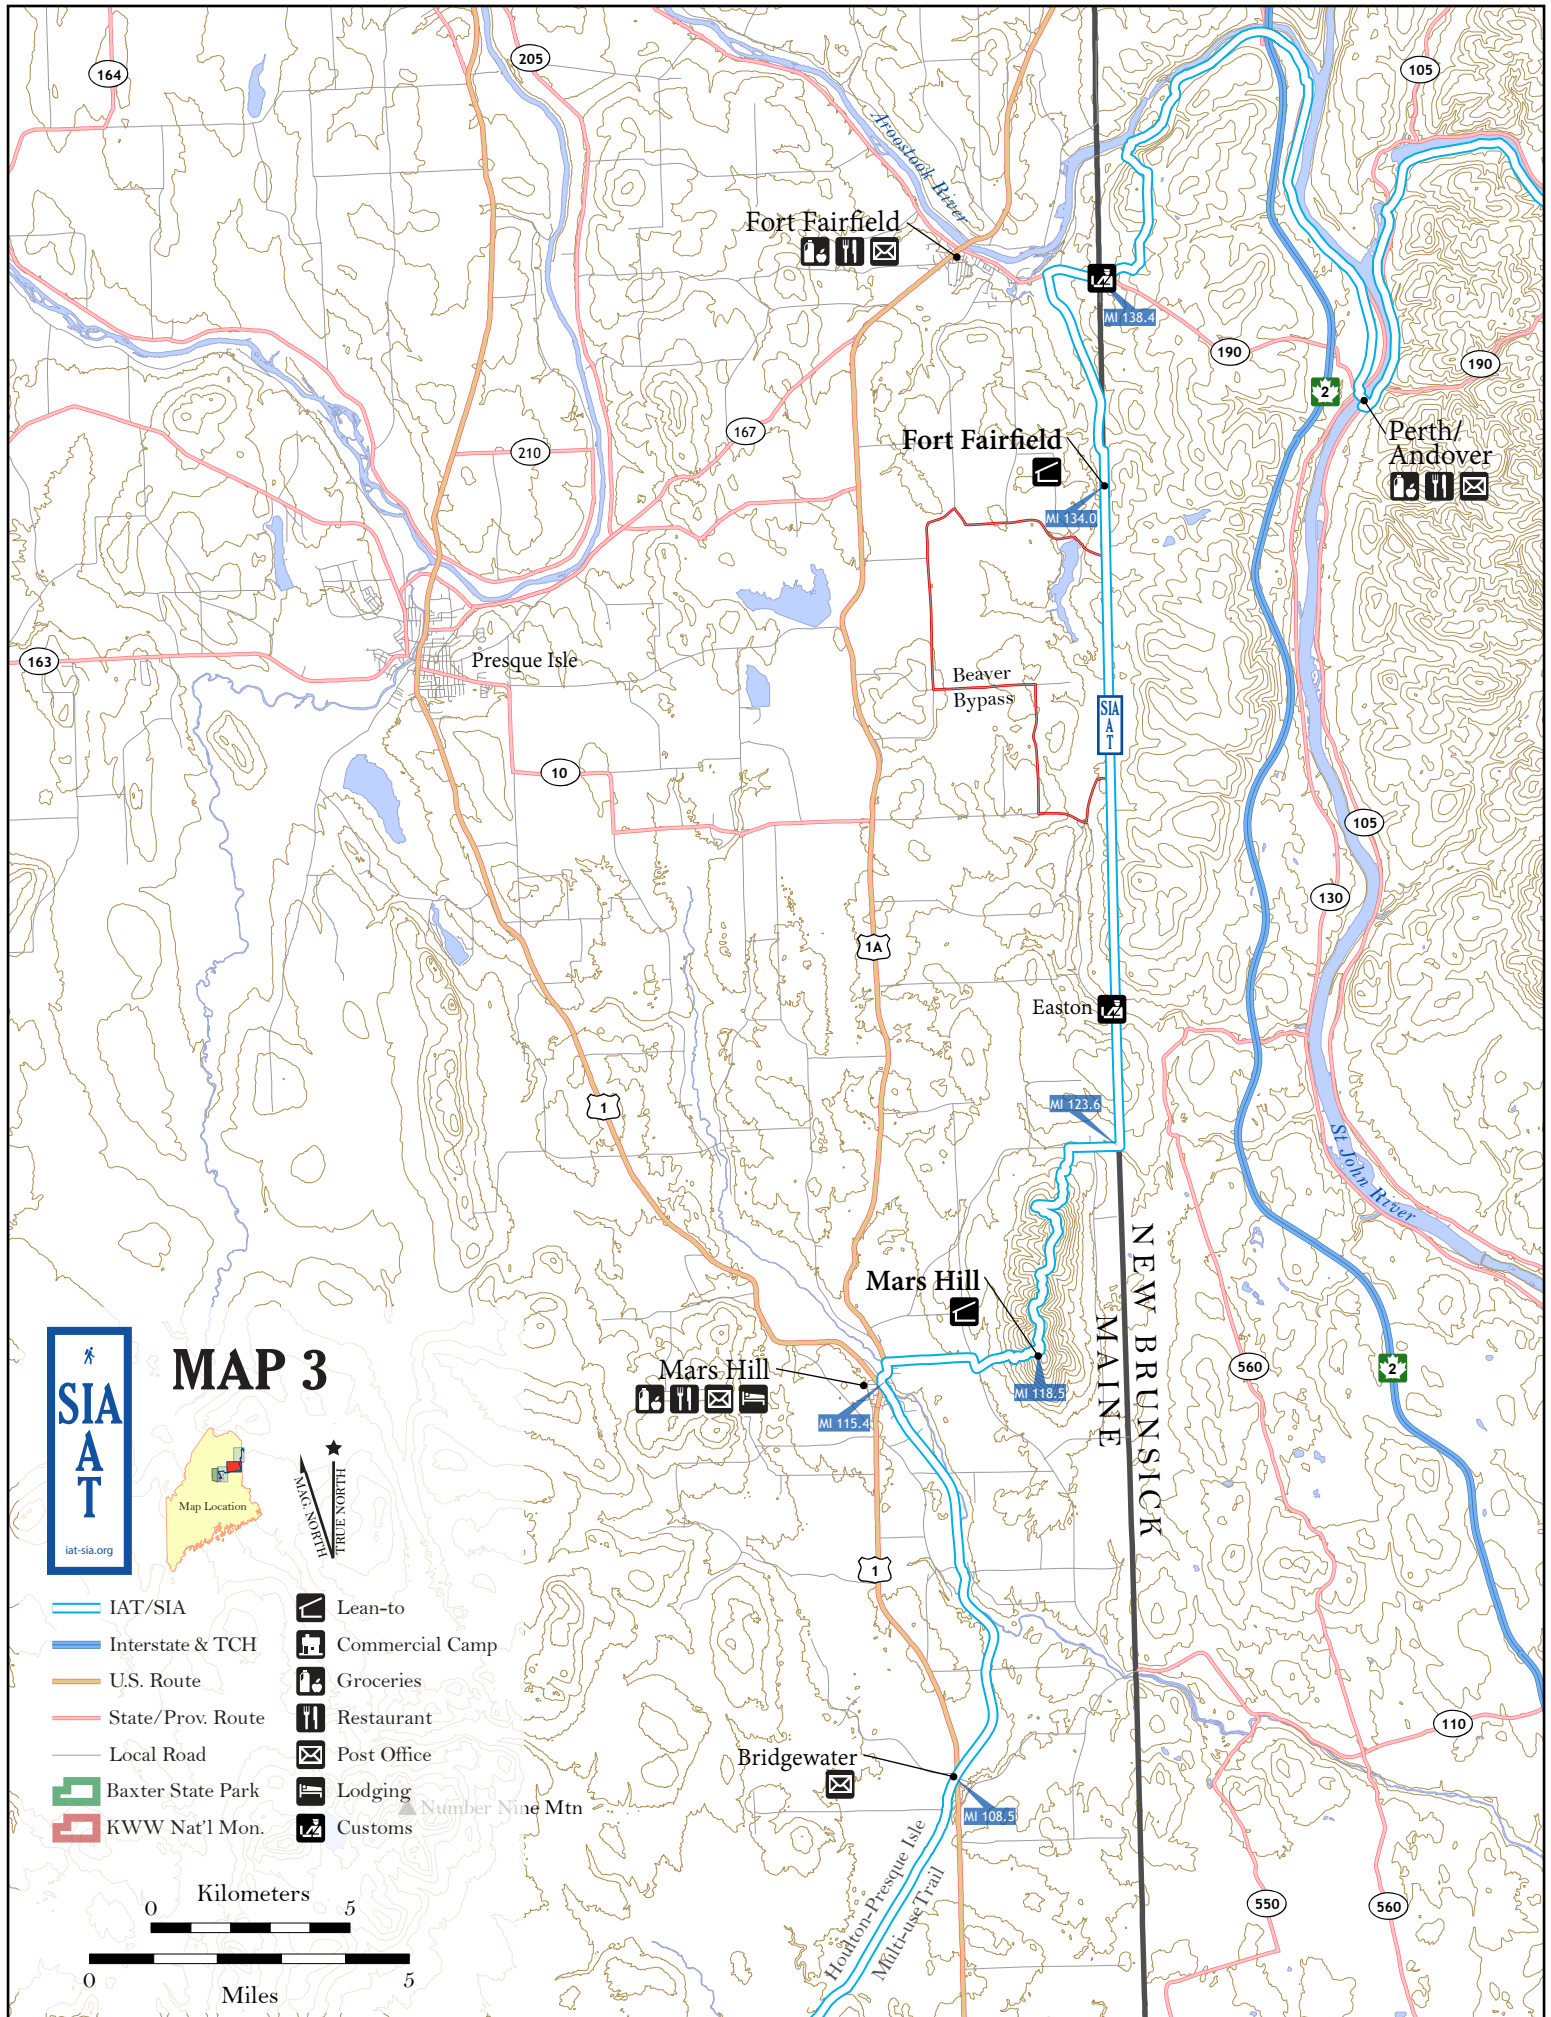 164
205
105
Aroostook River
Fort Fairfield
MI 138.4
190
190
2
167
Fort Fairfield
Perth/
Andover
210
MI 134.0
163
Presque Isle
Beaver
Bypass
SIA
A
T
10
105
130
1A
Easton
1
MI 123.6
St John River
NEW BRUNSICK
MAINE
Mars Hill
Mars Hill
MI 118.5
MI 115.4
560
2
SIA
A
T
iat-sia.org
MAP 3
Map Location
MAG. NORTH
TRUE NORTH
1
IAT/SIA
Interstate & TCH
U.S. Route
State/Prov. Route
Local Road
Baxter State Park
KWW Nat'l Mon.
Lean-to
Commercial Camp
Groceries
Restaurant
Post Office
Lodging
Customs
Number Nine Mtn
110
Bridgewater
MI 108.5
Houlton-Presque Isle
Multi-use Trail
550
560
Kilometers
0 5
0 5
Miles